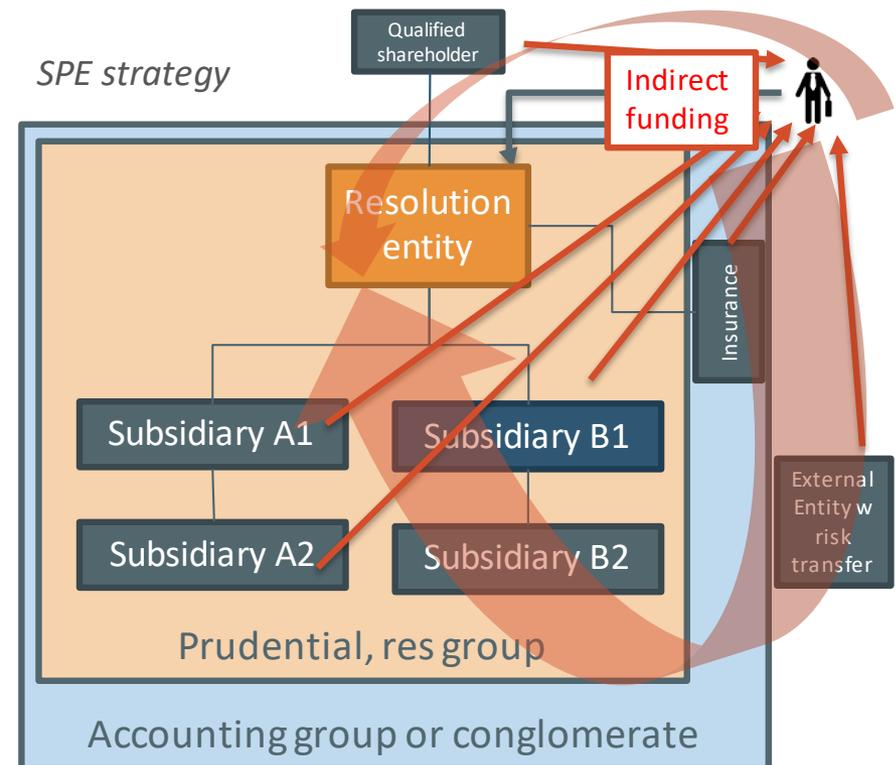 Qualified
shareholder
SPE strategy
Indirect
funding
Resolution
entity
Insurance
Subsidiary A1
Subsidiary B1
External
Entity w
risk
transfer
Subsidiary A2
Subsidiary B2
Prudential, res group
Accounting group or conglomerate